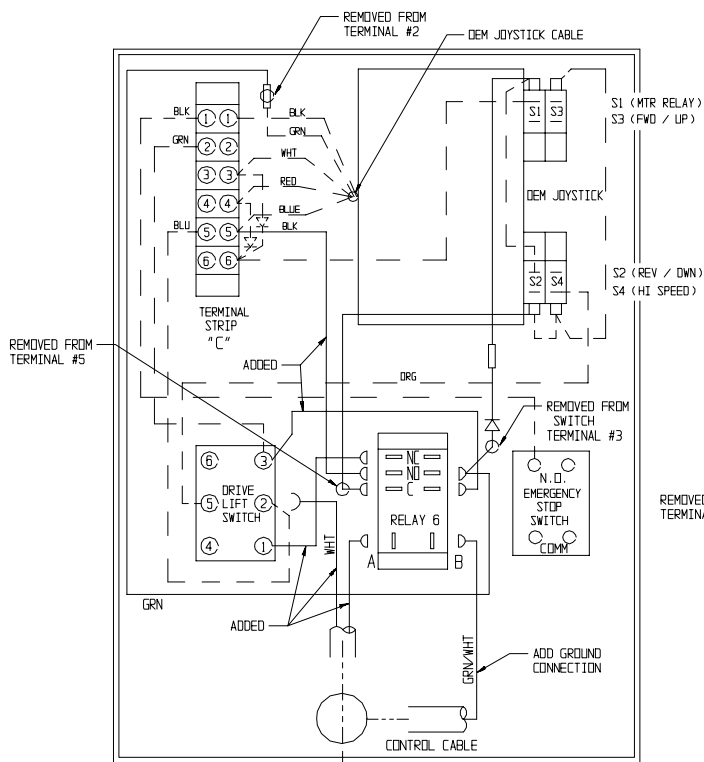 REMOVED FROM
TERMINAL #2
OEM JOYSTICK CABLE
BLK
1 1
BLK
GRN
GRN
2 2
WHT
3 3
RED
4 4
BLUE
BLU
5 5
BLK
6 6
TERMINAL
STRIP
"C"
S1 S3
S1 (MTR RELAY)
S3 (FWD / UP)
OEM JOYSTICK
S2 S4
S2 (REV / DWN)
S4 (HI SPEED)
REMOVED FROM
TERMINAL #5
ADDED
ORG
REMOVED FROM
SWITCH
TERMINAL #3
6 3
5 2
4 1
DRIVE
LIFT
SWITCH
NC
NO
C
RELAY 6
A B
N.O.
EMERGENCY
STOP
SWITCH
COMM
REMOVED
TERMINA
WHT
GRN
ADDED
GRN/WHT
ADD GROUND
CONNECTION
CONTROL CABLE